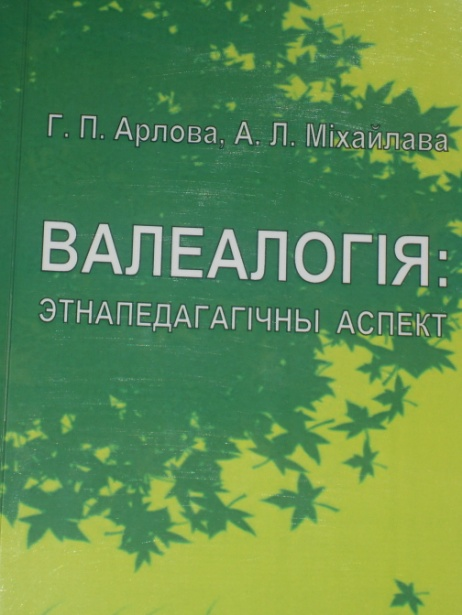 Г. П. Арлова, А. Л. Міхайлава
ВАЛЕАЛОГІЯ:
ЭТНАПЕДАГАГІЧНЫ АСПЕКТ